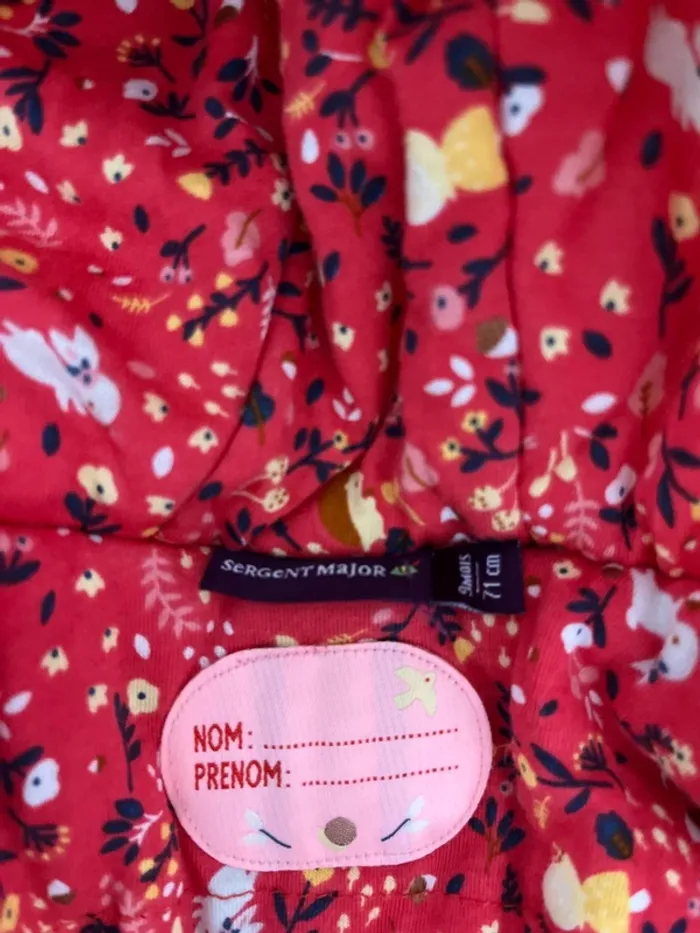 SeRGeNT MaJOR
9MOIS
71 cm
NOM: ..............................
PRENOM: ........................